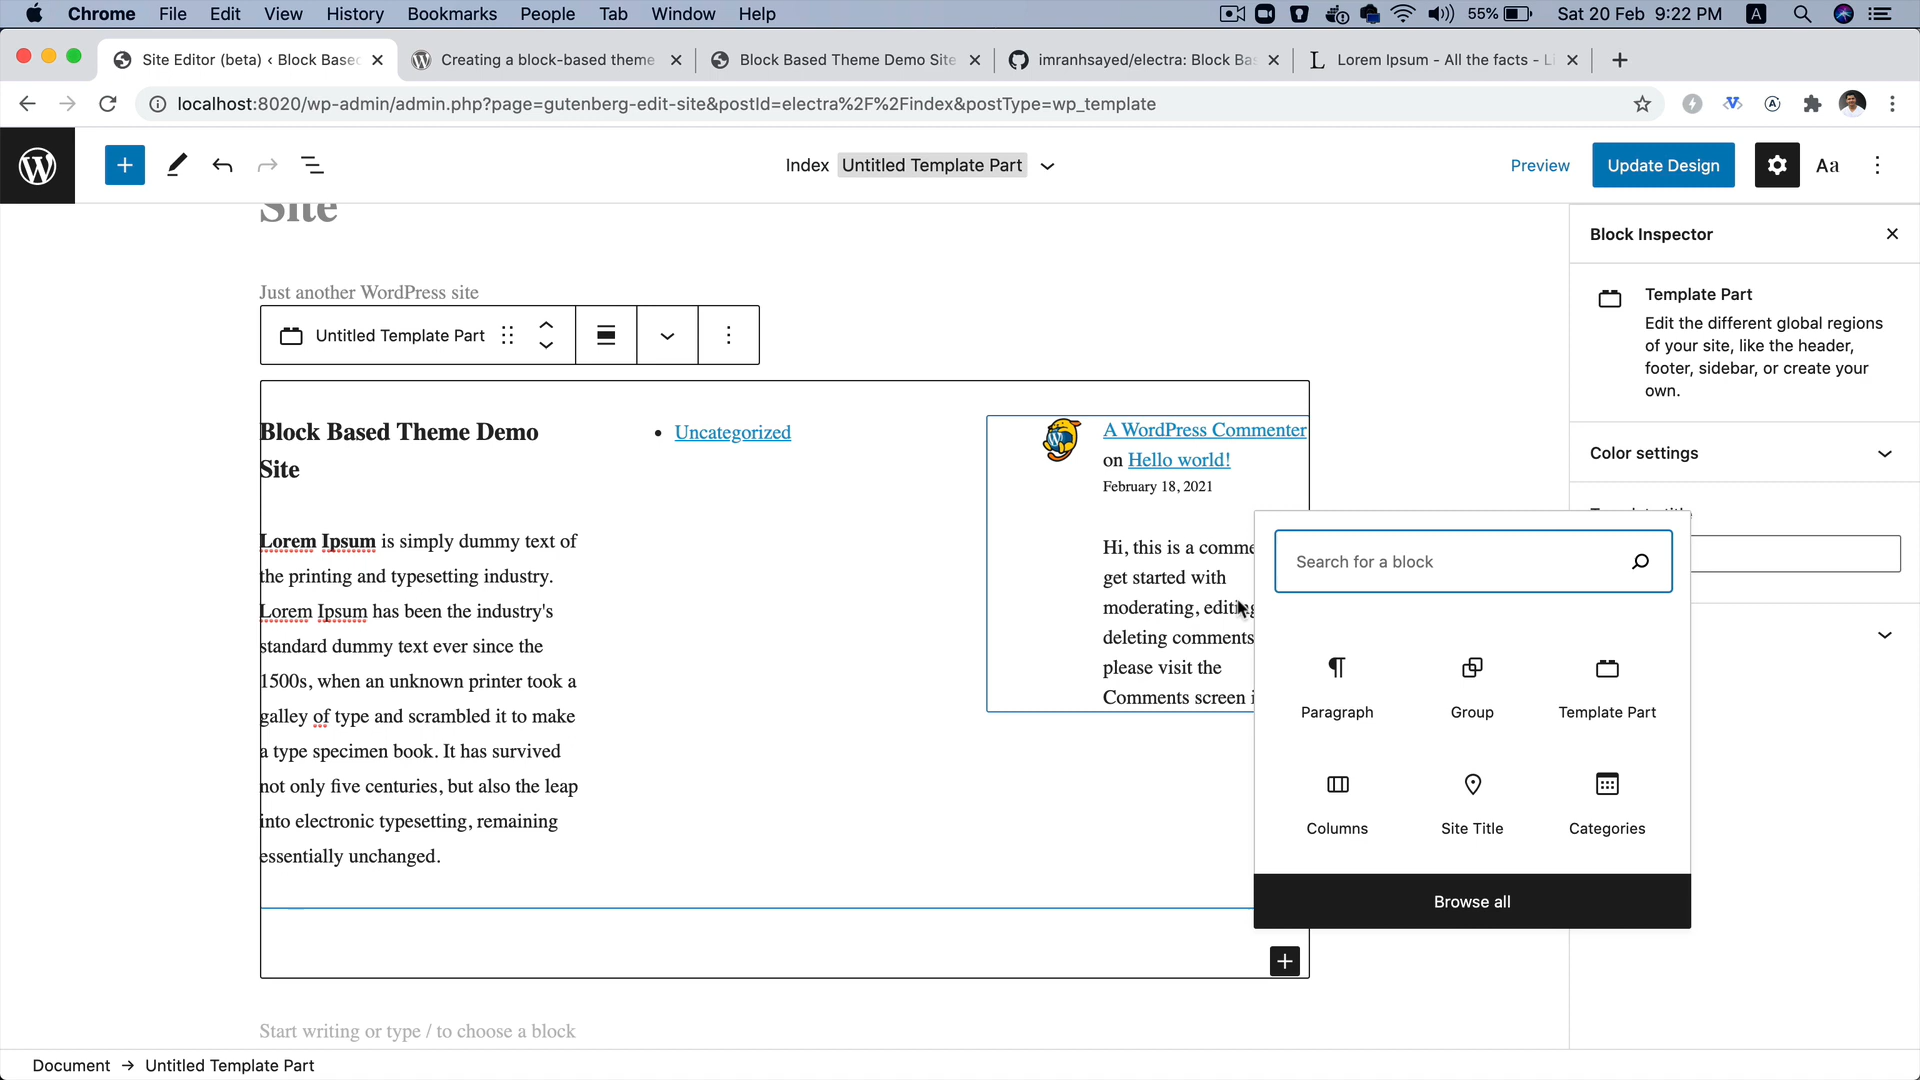 Chrome File Edit View History Bookmarks People Tab Window Help 55% Sat 20 Feb 9:22 PM A
Site Editor (beta) ‹ Block Base
Creating a block-based theme
Block Based Theme Demo Site
imranhsayed/electra: Block Ba
Lorem Ipsum - All the facts - Li
localhost:8020/wp-admin/admin.php?page=gutenberg-edit-site&postId=electra%2F%2Findex&postType=wp_template
Index Untitled Template Part
Preview
Update Design
Aa
Site
Just another WordPress site
Untitled Template Part
Block Based Theme Demo
Site
Lorem Ipsum is simply dummy text of
the printing and typesetting industry.
Lorem Ipsum has been the industry's
standard dummy text ever since the
1500s, when an unknown printer took a
galley of type and scrambled it to make
a type specimen book. It has survived
not only five centuries, but also the leap
into electronic typesetting, remaining
essentially unchanged.
Uncategorized
A WordPress Commenter
on Hello world!
February 18, 2021
Hi, this is a comme
get started with
moderating, editing
deleting comments
please visit the
Comments screen i
Search for a block
Paragraph
Group
Template Part
Columns
Site Title
Categories
Browse all
Block Inspector
Template Part
Edit the different global regions
of your site, like the header,
footer, sidebar, or create your
own.
Color settings
Start writing or type / to choose a block
Document → Untitled Template Part